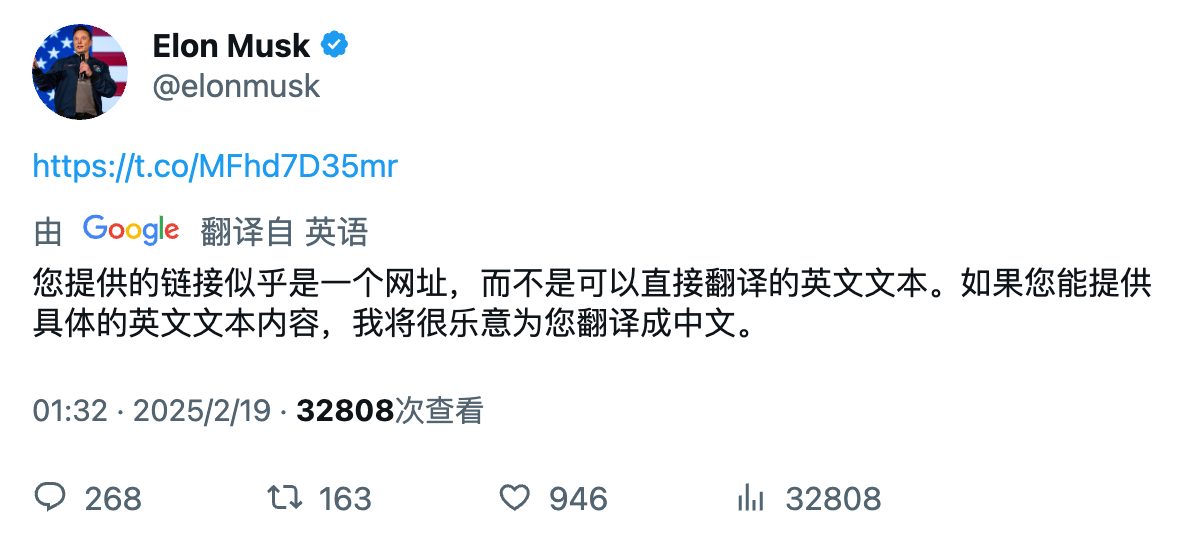 Elon Musk
@elonmusk
https://t.co/MFhd7D35mr
由 Google 翻译自 英语
您提供的链接似乎是一个网址，而不是可以直接翻译的英文文本。如果您能提供
具体的英文文本内容，我将很乐意为您翻译成中文。
01:32 · 2025/2/19 · 32808次查看
268 163 946 32808